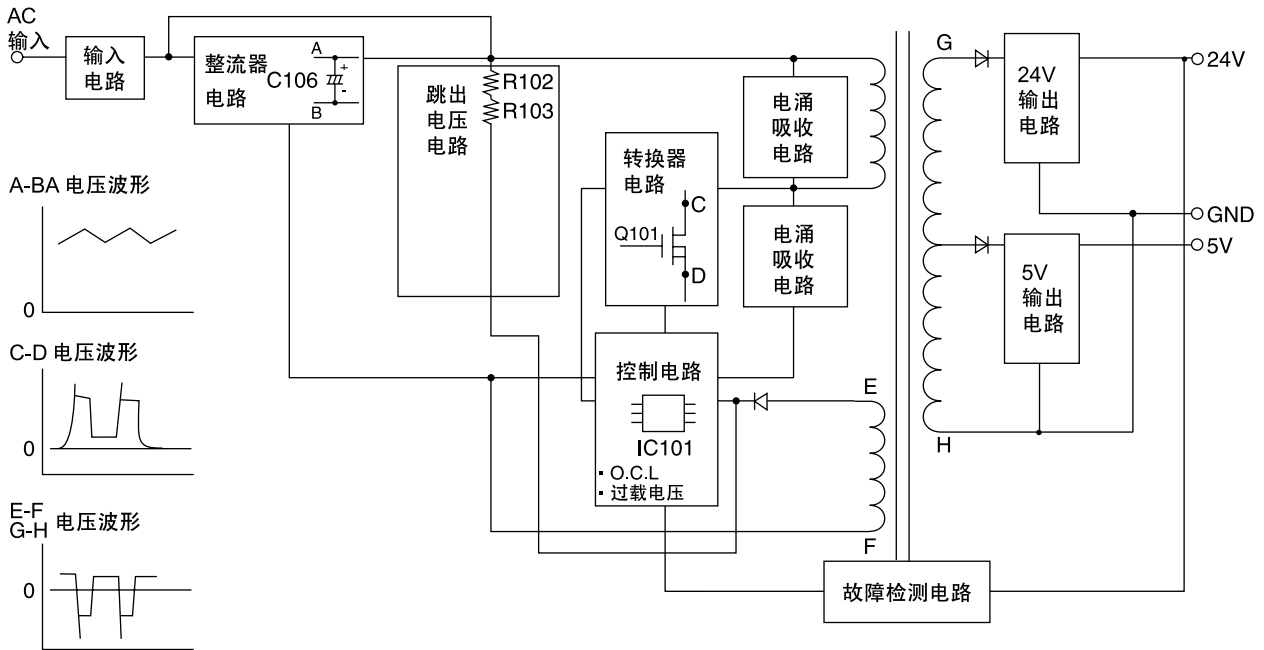 AC
输入
输入
电路
整流器
电路
C106
A
+
-
B
跳出
电压
电路
R102
R103
转换器
电路
C
Q101
D
电涌
吸收
电路
电涌
吸收
电路
控制电路
IC101
▪ O.C.L
▪ 过载电压
E
F
G
H
24V
输出
电路
5V
输出
电路
24V
GND
5V
故障检测电路
A-BA 电压波形
0
C-D 电压波形
0
E-F
G-H 电压波形
0